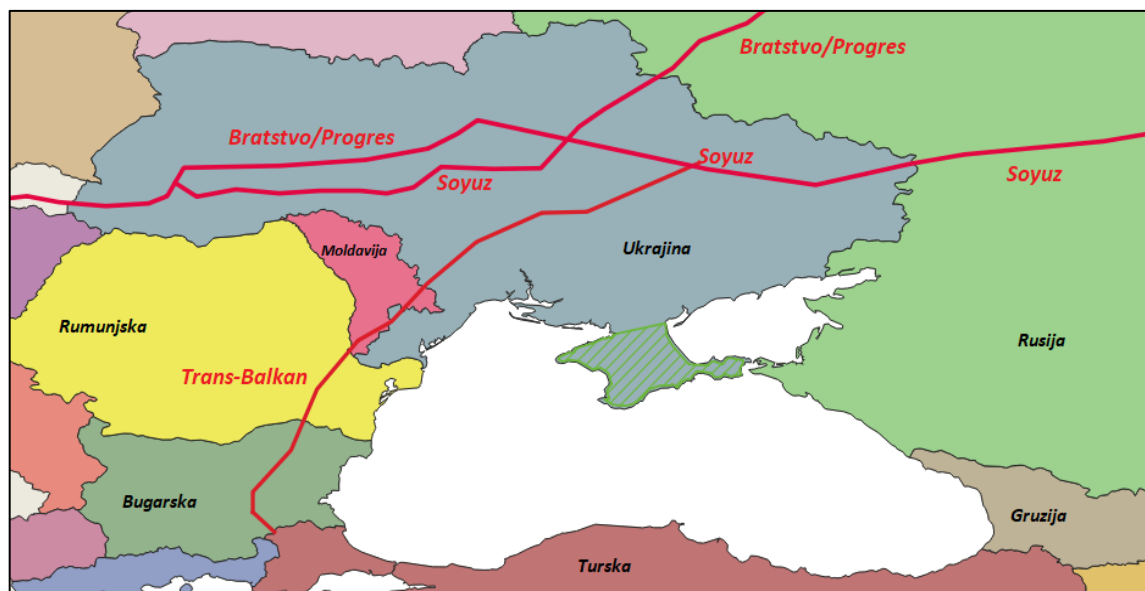 Bratstvo/Progres
Bratstvo/Progres
Soyuz
Soyuz
Soyuz
Moldavija
Ukrajina
Rumunjska
Rusija
Trans-Balkan
Bugarska
Gruzija
Turska